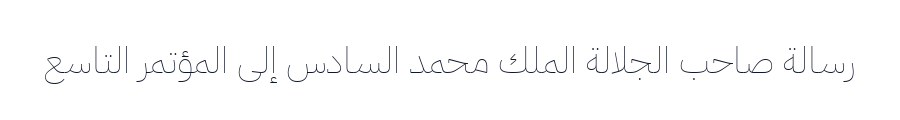 رسالة صاحب الجلالة الملك محمد السادس إلى المؤتمر التاسع